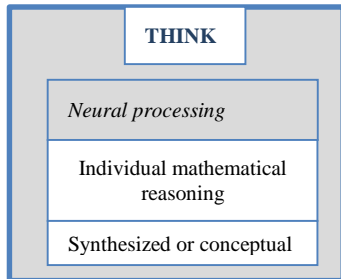 THINK
Neural processing
Individual mathematical
reasoning
Synthesized or conceptual